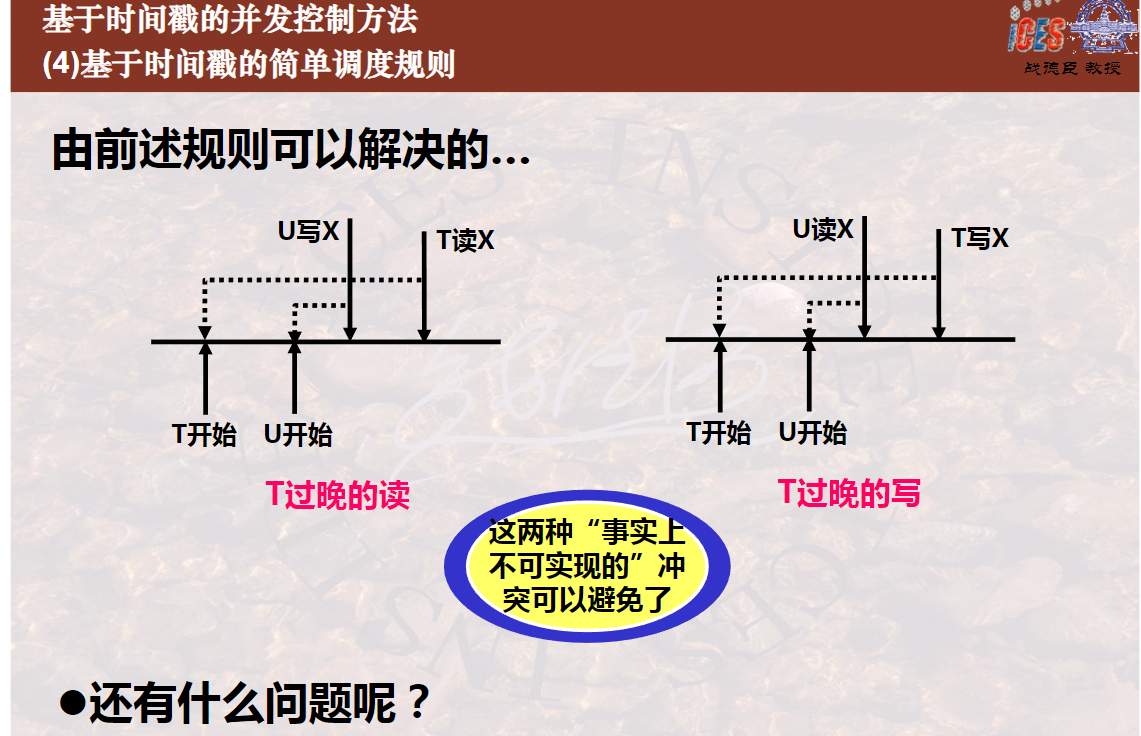 基于时间戳的并发控制方法
(4)基于时间戳的简单调度规则
iCES
战德臣 教授
由前述规则可以解决的...
U写X
T读X
T开始
U开始
T过晚的读
U读X
T写X
T开始
U开始
T过晚的写
这两种“事实上
不可实现的”冲
突可以避免了
●还有什么问题呢？